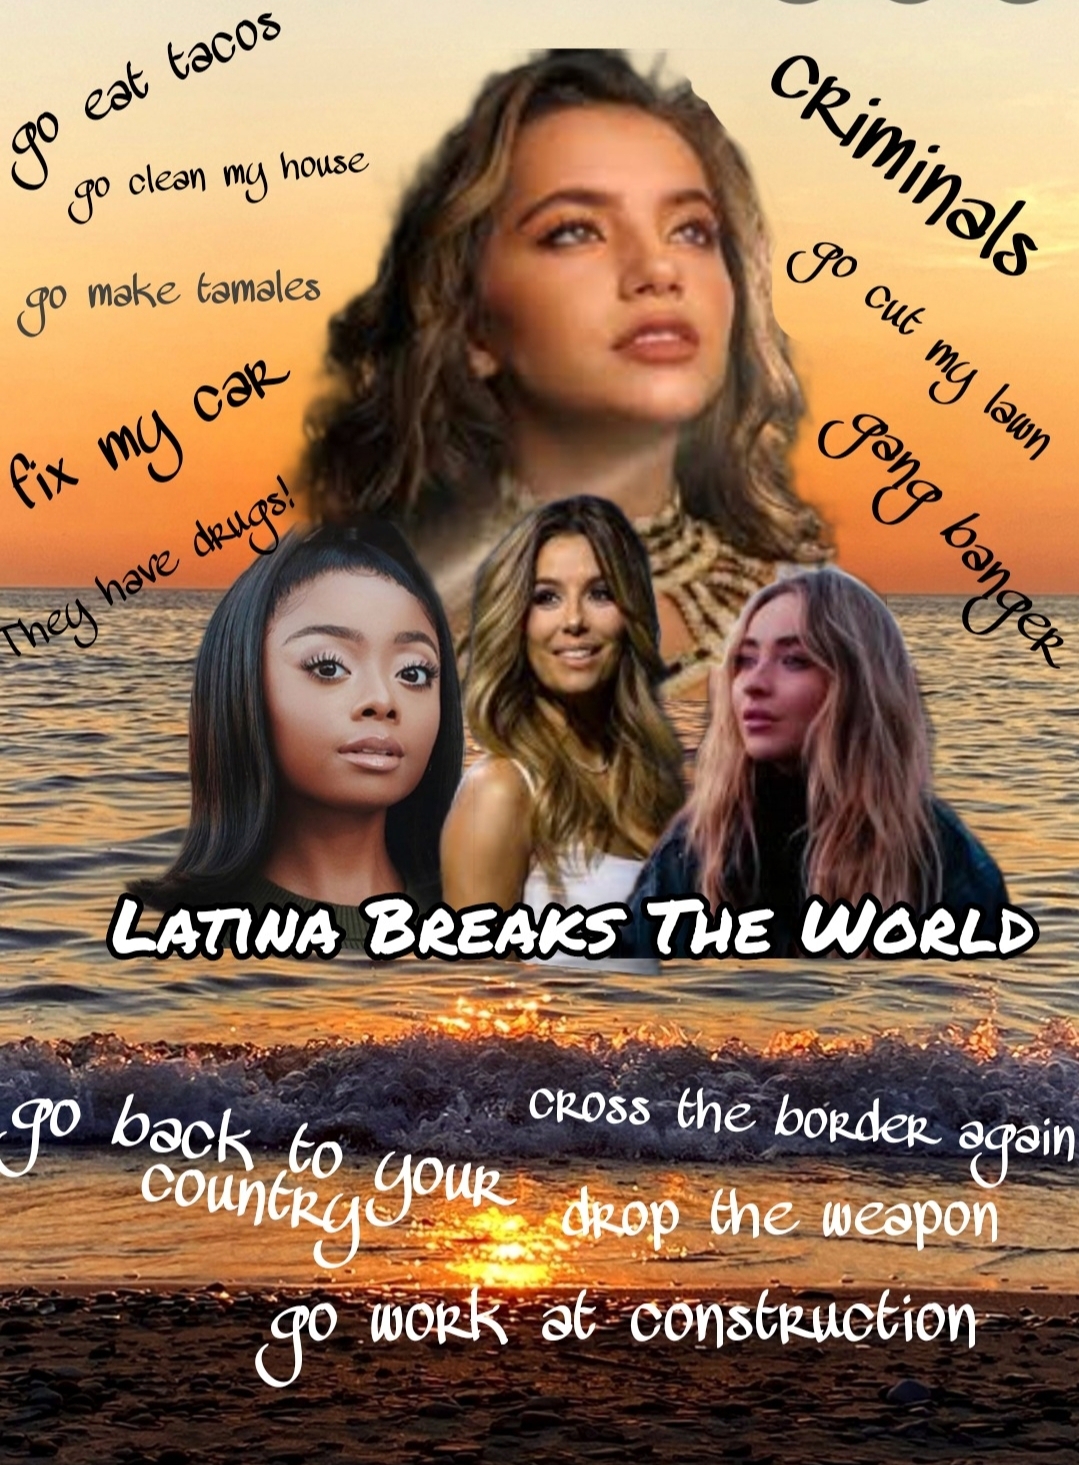 go eat tacos
go clean my house
go make tamales
fix my car
They have drugs!
criminals
go cut my lawn
gang banger
Latina Breaks The World
go back to your
country
cross the border again
drop the weapon
go work at construction